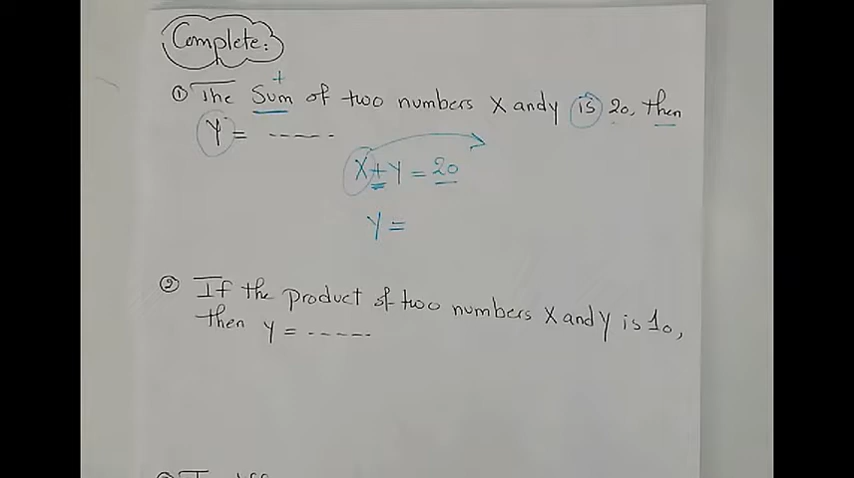 Complete:
+
① The Sum of two numbers X and y is 20, then
Y = -----
X + Y = 20
Y =
② If the product of two numbers X and Y is 10,
then y = -----